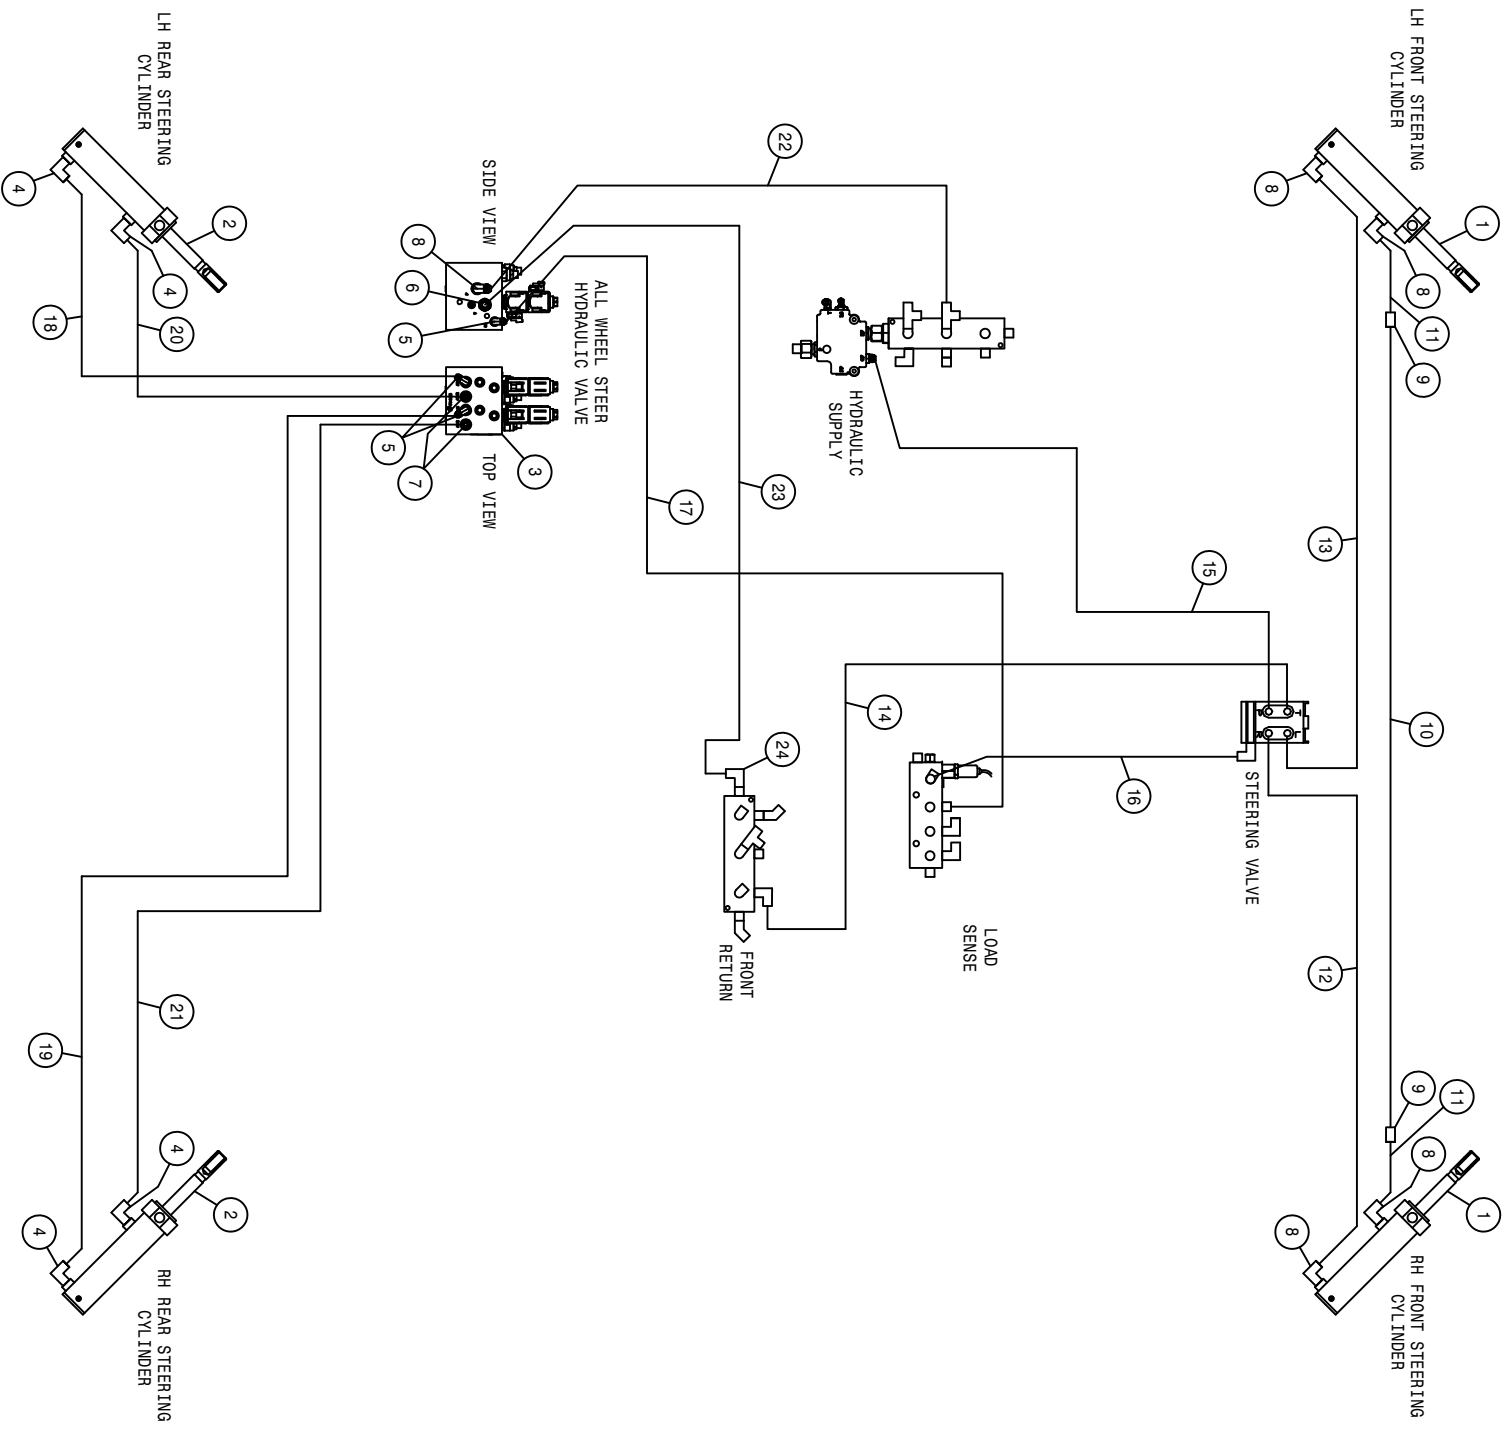 LH FRONT STEERING
CYLINDER
RH FRONT STEERING
CYLINDER
1
8
8
11
9
10
13
12
9
11
8
8
1
STEERING VALVE
T
L
P
R
15
14
16
LOAD
SENSE
HYDRAULIC
SUPPLY
22
23
17
24
FRONT
RETURN
ALL WHEEL STEER
HYDRAULIC VALVE
SIDE VIEW
TOP VIEW
8
6
5
5
7
3
LH REAR STEERING
CYLINDER
2
4
4
18
20
21
19
4
4
2
RH REAR STEERING
CYLINDER